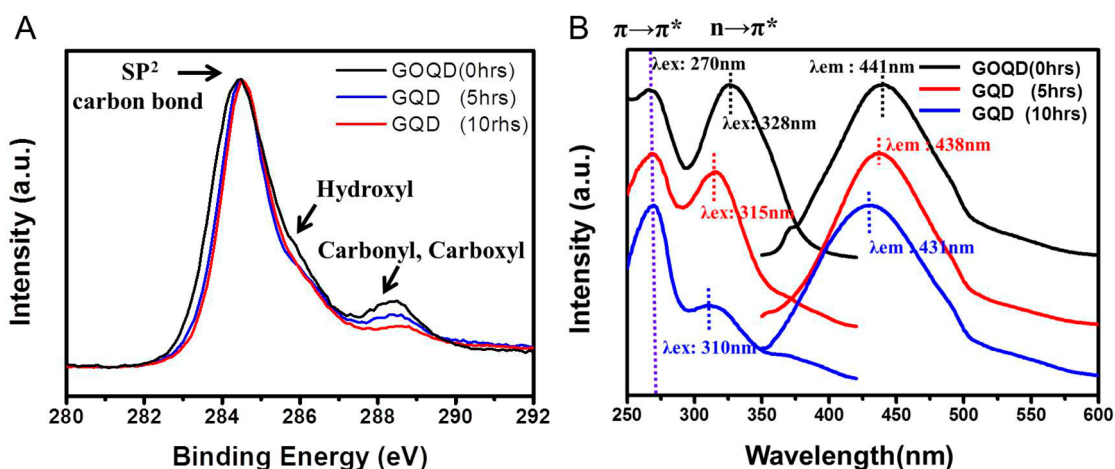 A
SP²
carbon bond
GOQD(0hrs)
GQD (5hrs)
GQD (10rhs)
Hydroxyl
Carbonyl, Carboxyl
Intensity (a.u.)
280 282 284 286 288 290 292
Binding Energy (eV)
B
π→π* n→π*
λex : 270nm
λem : 441nm
GOQD(0hrs)
GQD (5hrs)
GQD (10hrs)
λex: 328nm
λem : 438nm
λex: 315nm
λem : 431nm
λex: 310nm
Intensity (a.u.)
250 300 350 400 450 500 550 600
Wavelength(nm)